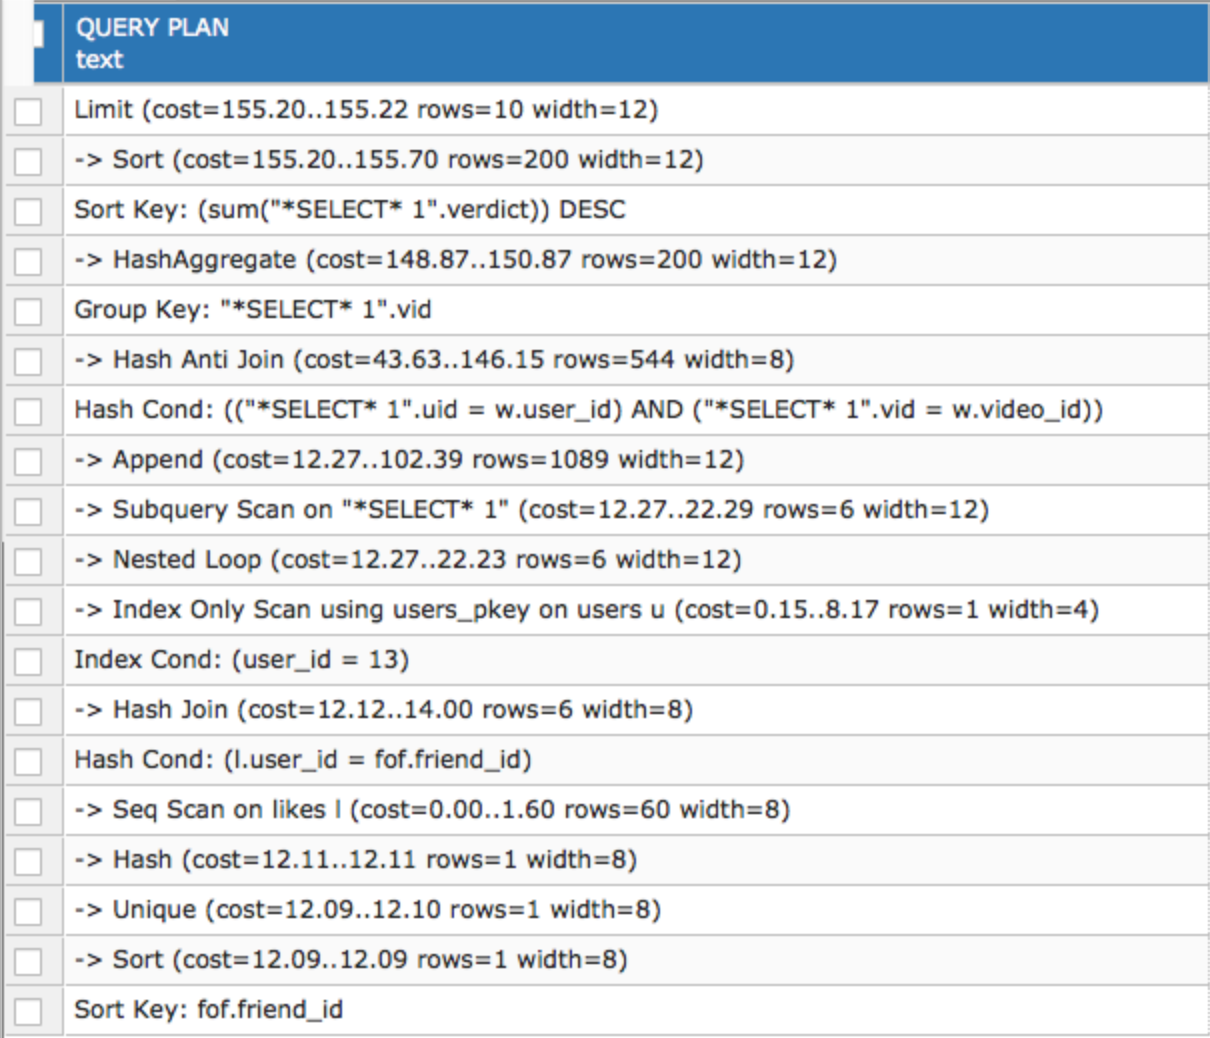 QUERY PLAN
text
Limit (cost=155.20..155.22 rows=10 width=12)
-> Sort (cost=155.20..155.70 rows=200 width=12)
Sort Key: (sum("*SELECT* 1".verdict)) DESC
-> HashAggregate (cost=148.87..150.87 rows=200 width=12)
Group Key: "*SELECT* 1".vid
-> Hash Anti Join (cost=43.63..146.15 rows=544 width=8)
Hash Cond: (("*SELECT* 1".uid = w.user_id) AND ("*SELECT* 1".vid = w.video_id))
-> Append (cost=12.27..102.39 rows=1089 width=12)
-> Subquery Scan on "*SELECT* 1" (cost=12.27..22.29 rows=6 width=12)
-> Nested Loop (cost=12.27..22.23 rows=6 width=12)
-> Index Only Scan using users_pkey on users u (cost=0.15..8.17 rows=1 width=4)
Index Cond: (user_id = 13)
-> Hash Join (cost=12.12..14.00 rows=6 width=8)
Hash Cond: (l.user_id = fof.friend_id)
-> Seq Scan on likes l (cost=0.00..1.60 rows=60 width=8)
-> Hash (cost=12.11..12.11 rows=1 width=8)
-> Unique (cost=12.09..12.10 rows=1 width=8)
-> Sort (cost=12.09..12.09 rows=1 width=8)
Sort Key: fof.friend_id